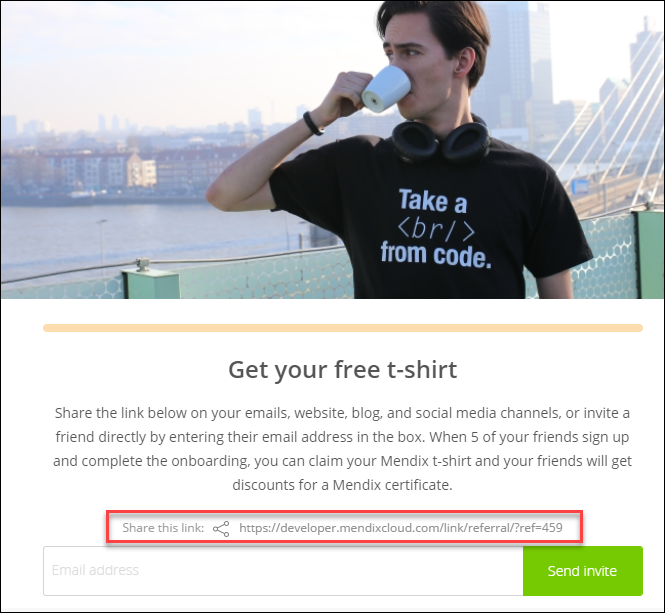 Take a
<br/>
from code.
Get your free t-shirt
Share the link below on your emails, website, blog, and social media channels, or invite a
friend directly by entering their email address in the box. When 5 of your friends sign up
and complete the onboarding, you can claim your Mendix t-shirt and your friends will get
discounts for a Mendix certificate.
Share this link: https://developer.mendixcloud.com/link/referral/?ref=459
Email address
Send invite